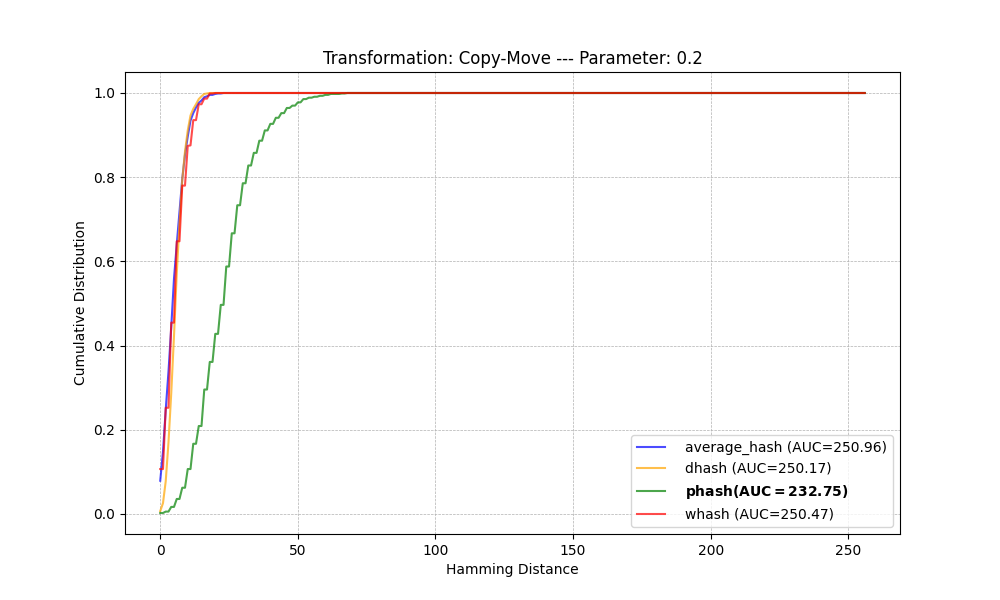 Transformation: Copy-Move --- Parameter: 0.2
1.0
0.8
0.6
0.4
0.2
0.0
Cumulative Distribution
average_hash (AUC=250.96)
dhash (AUC=250.17)
phash(AUC = 232.75)
whash (AUC=250.47)
0 50 100 150 200 250
Hamming Distance